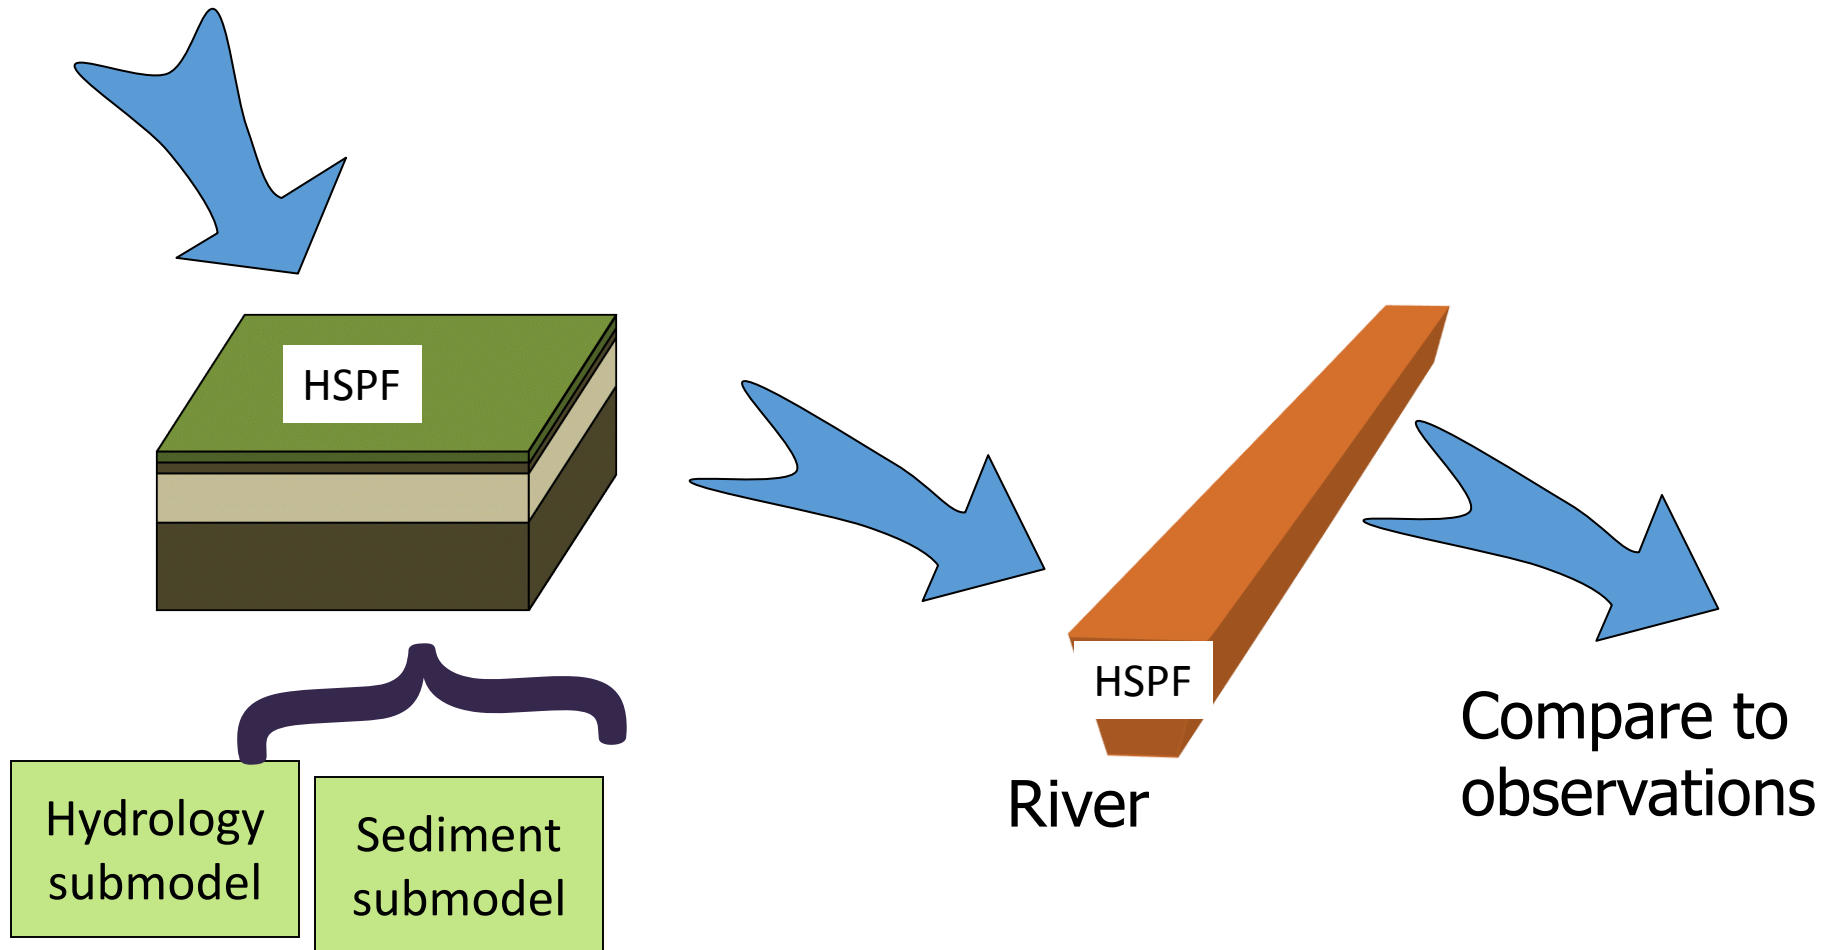 HSPF
HSPF
Hydrology
submodel
Sediment
submodel
River
Compare to
observations